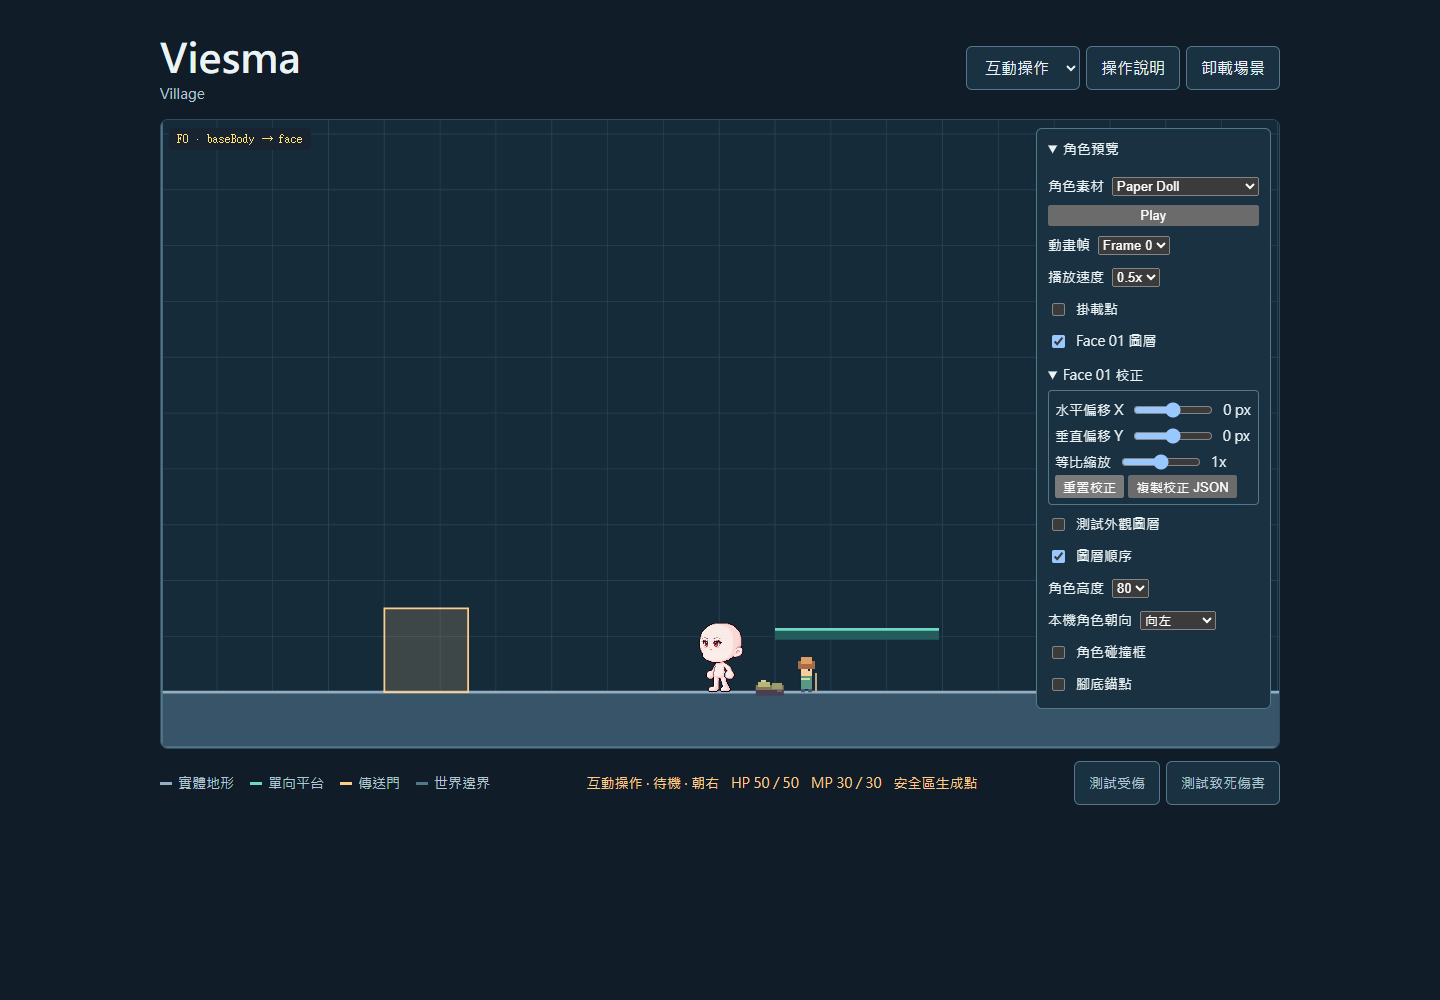 Viesma
Village
互動操作
操作說明
卸載場景
F0 · baseBody → face
▼ 角色預覽
角色素材 Paper Doll
Play
動畫幀 Frame 0
播放速度 0.5x
掛載點
Face 01 圖層
▼ Face 01 校正
水平偏移 X 0 px
垂直偏移 Y 0 px
等比縮放 1x
重置校正 複製校正 JSON
測試外觀圖層
圖層順序
角色高度 80
本機角色朝向 向左
角色碰撞框
腳底錨點
實體地形 單向平台 傳送門 世界邊界
互動操作 · 待機 · 朝右 HP 50 / 50 MP 30 / 30 安全區生成點
測試受傷 測試致死傷害